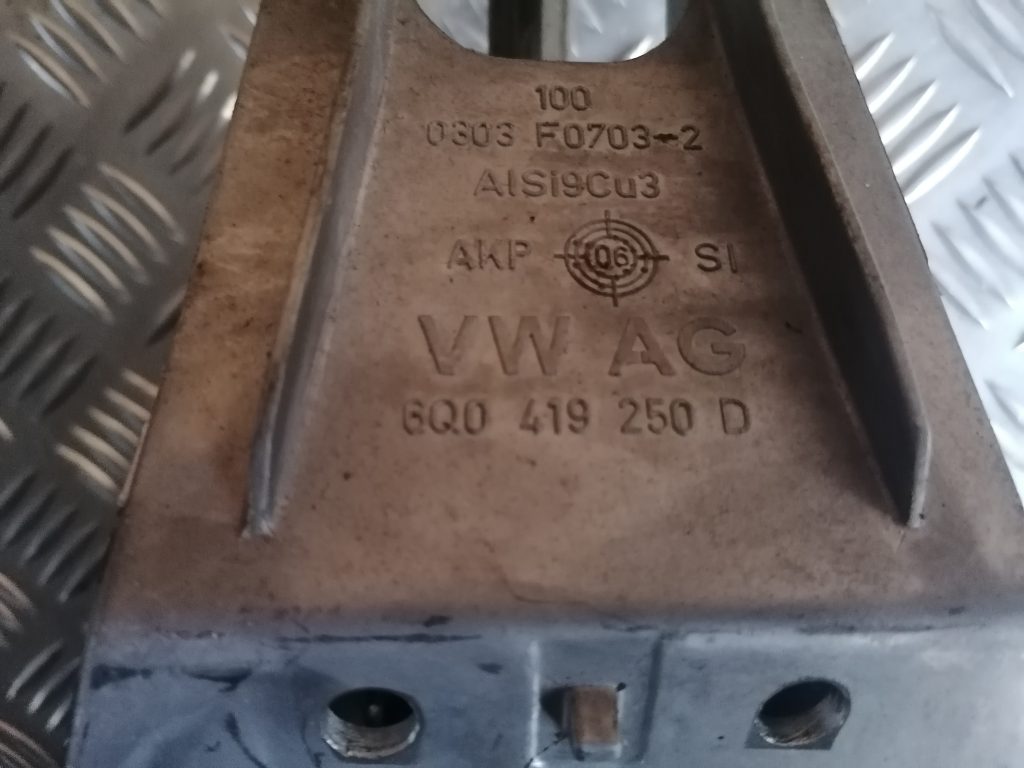 100
0303 F0703-2
AlSi9Cu3
AKP 06 SI
VW AG
6Q0 419 250 D